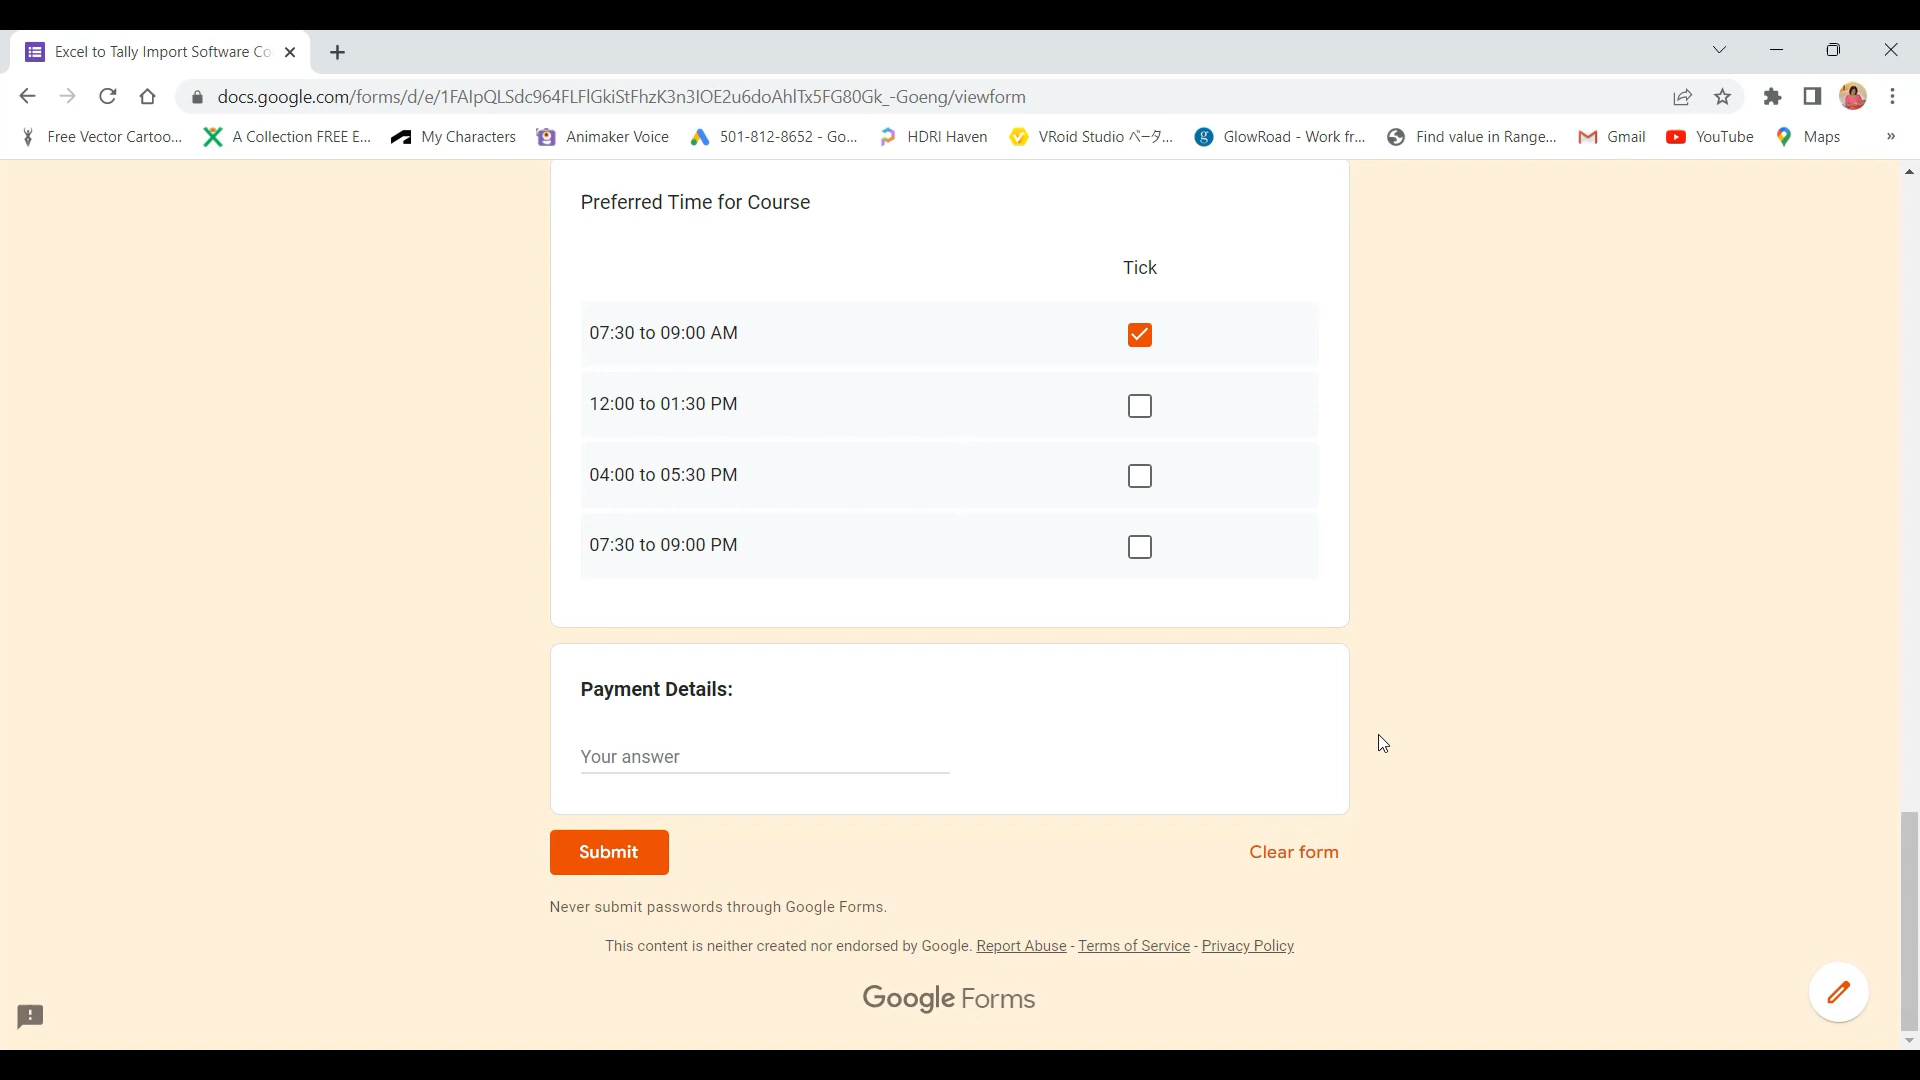 Excel to Tally Import Software Co
docs.google.com/forms/d/e/1FAIpQLSdc964FLFlGkiStFhzK3n3IOE2u6doAhlTx5FG80Gk_-Goeng/viewform
Free Vector Cartoo... A Collection FREE E... My Characters Animaker Voice 501-812-8652 - Go... HDRI Haven VRoid Studio ベータ... GlowRoad - Work fr... Find value in Range... Gmail YouTube Maps »
Preferred Time for Course
Tick
07:30 to 09:00 AM
12:00 to 01:30 PM
04:00 to 05:30 PM
07:30 to 09:00 PM
Payment Details:
Your answer
Submit Clear form
Never submit passwords through Google Forms.
This content is neither created nor endorsed by Google. Report Abuse - Terms of Service - Privacy Policy
Google Forms